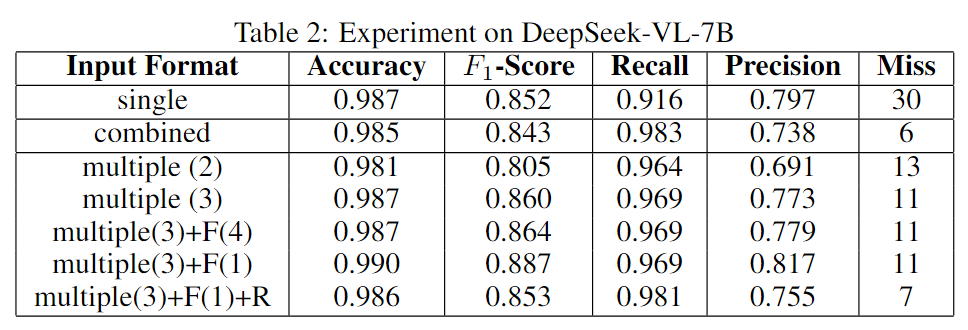 Table 2: Experiment on DeepSeek-VL-7B
Input Format Accuracy F1-Score Recall Precision Miss
single 0.987 0.852 0.916 0.797 30
combined 0.985 0.843 0.983 0.738 6
multiple (2) 0.981 0.805 0.964 0.691 13
multiple (3) 0.987 0.860 0.969 0.773 11
multiple(3)+F(4) 0.987 0.864 0.969 0.779 11
multiple(3)+F(1) 0.990 0.887 0.969 0.817 11
multiple(3)+F(1)+R 0.986 0.853 0.981 0.755 7